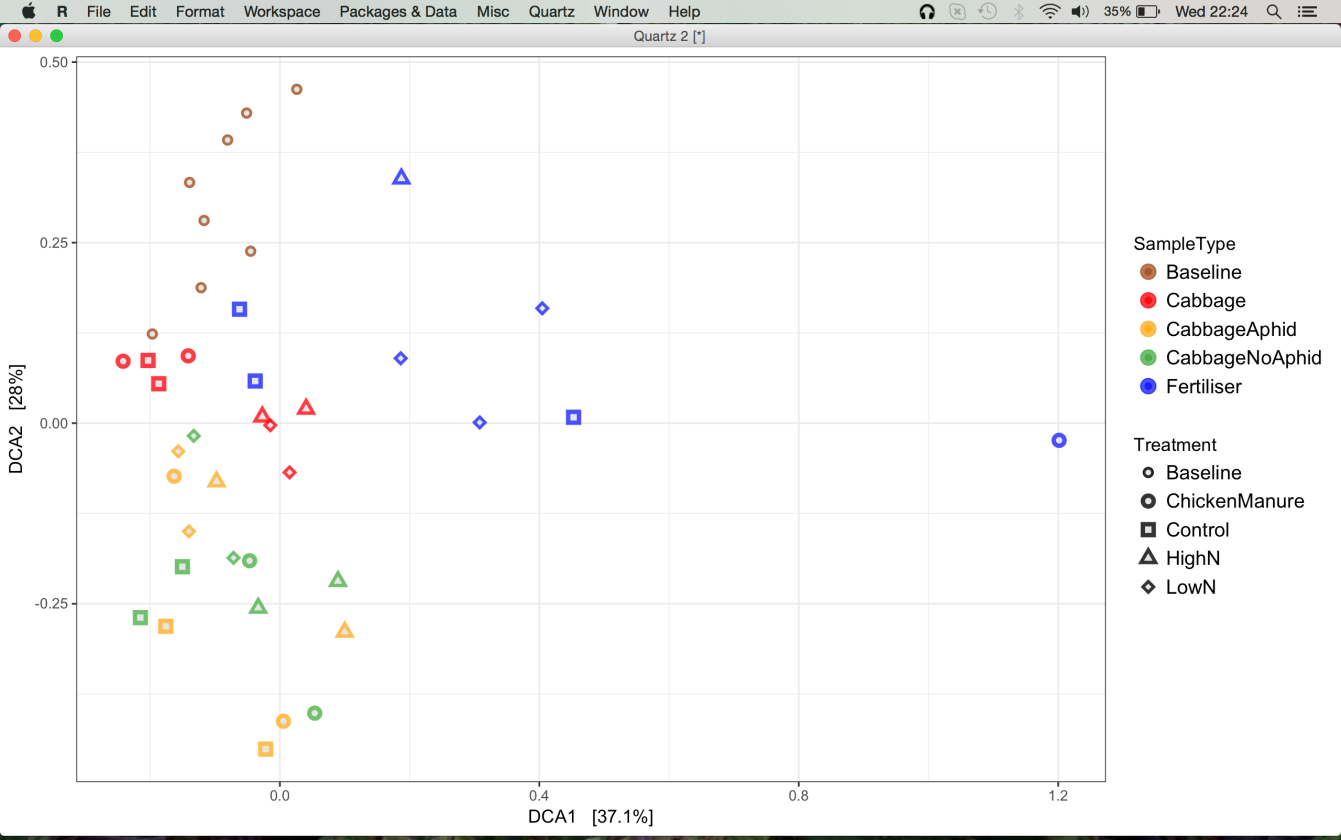 R File Edit Format Workspace Packages & Data Misc Quartz Window Help 35% Wed 22:24
Quartz 2 [*]
0.50
0.25
0.00
-0.25
DCA2 [28%]
0.0 0.4 0.8 1.2
DCA1 [37.1%]
SampleType
Baseline
Cabbage
CabbageAphid
CabbageNoAphid
Fertiliser
Treatment
Baseline
ChickenManure
Control
HighN
LowN